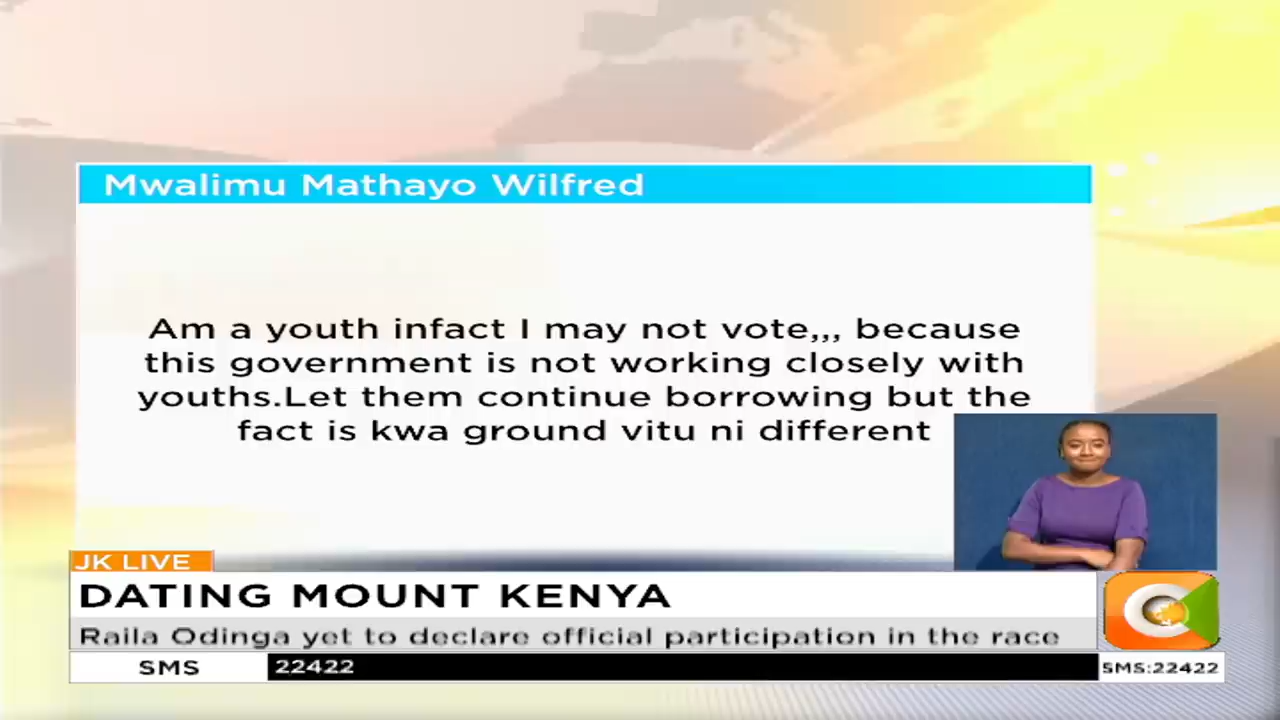 Mwalimu Mathayo Wilfred
Am a youth infact I may not vote,,, because
this government is not working closely with
youths.Let them continue borrowing but the
fact is kwa ground vitu ni different
JK LIVE
DATING MOUNT KENYA
Raila Odinga yet to declare official participation in the race
SMS
22422
SMS:22422